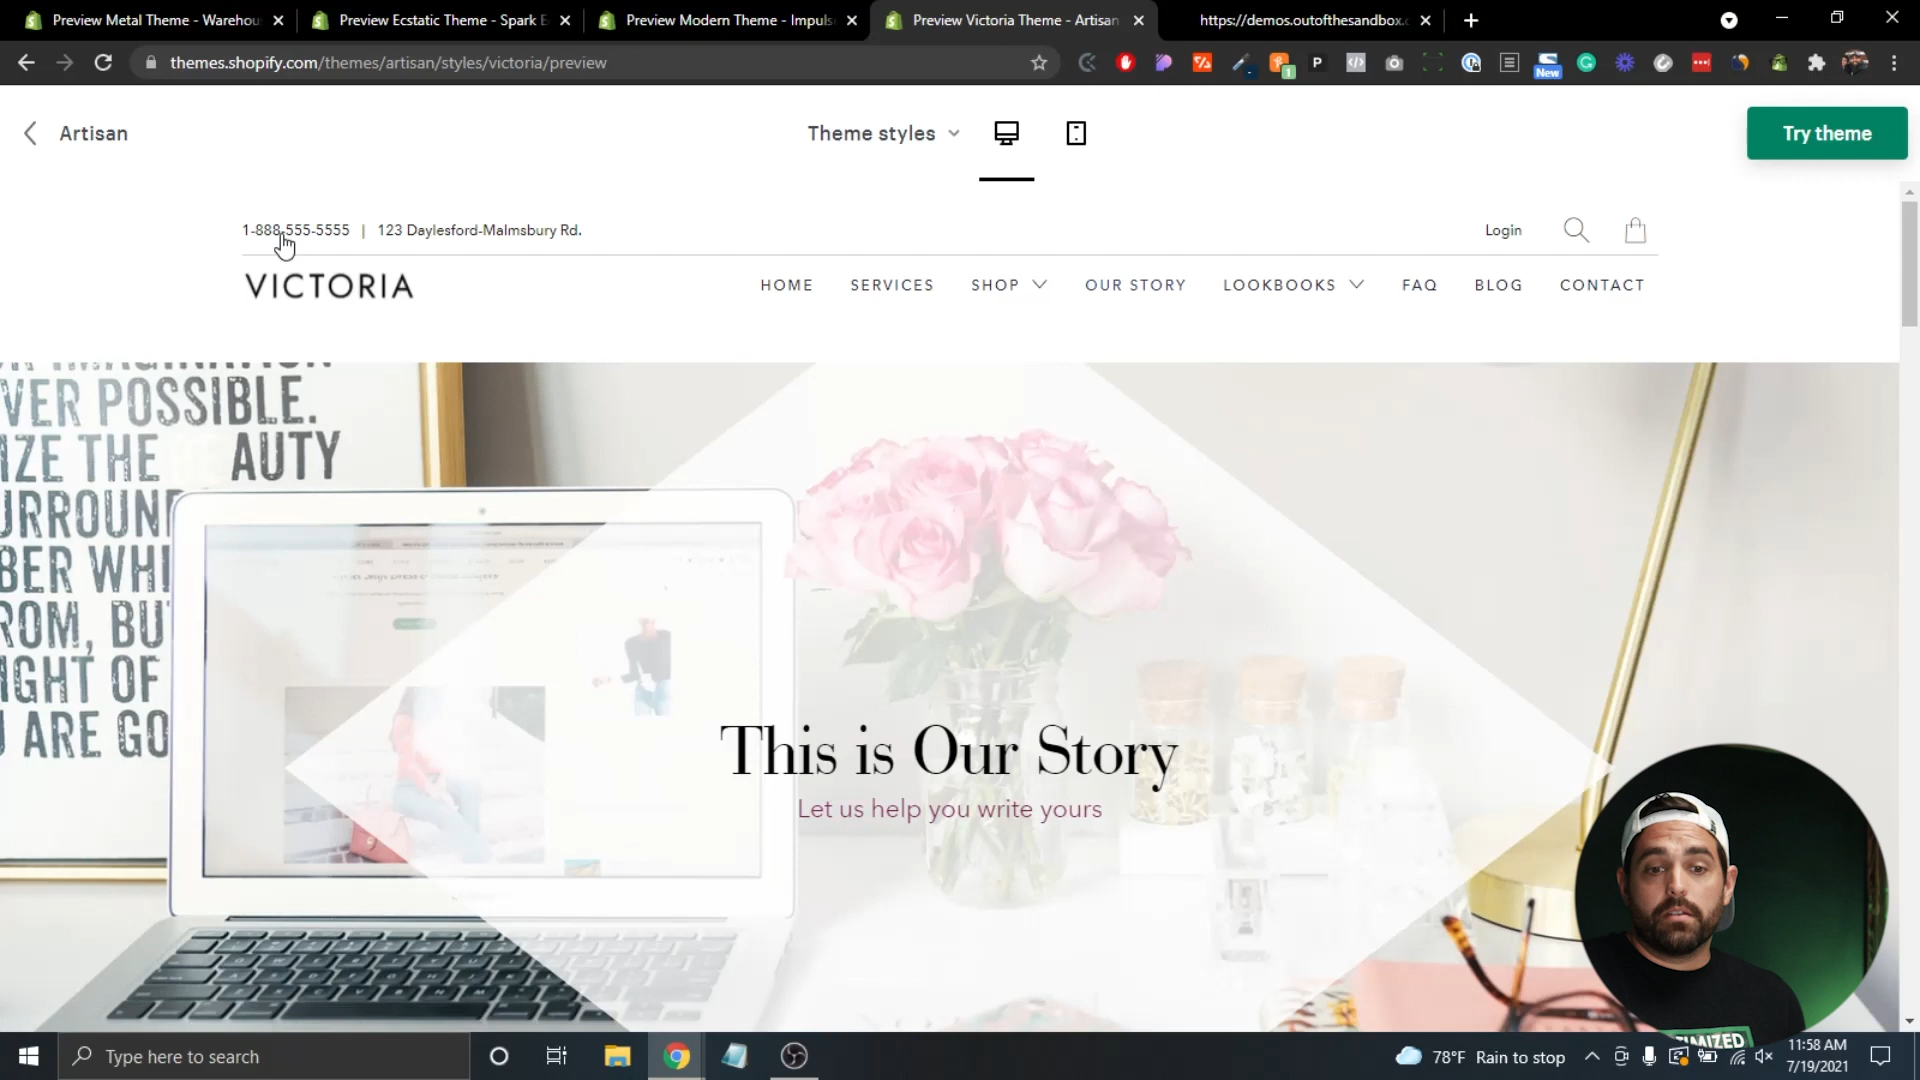 Preview Metal Theme - Warehou
Preview Ecstatic Theme - Spark E
Preview Modern Theme - Impuls
Preview Victoria Theme - Artisan
https://demos.outofthesandbox.c
themes.shopify.com/themes/artisan/styles/victoria/preview
P
1
New
Artisan
Theme styles
Try theme
1-888-555-5555 | 123 Daylesford-Malmsbury Rd.
Login
VICTORIA
HOME
SERVICES
SHOP
OUR STORY
LOOKBOOKS
FAQ
BLOG
CONTACT
VER POSSIBLE.
IZE THE AUTY
URROUN
BER WHI
ROM, BU
IGHT OF
U ARE GO
This is Our Story
Let us help you write yours
Type here to search
78°F Rain to stop
11:58 AM
7/19/2021